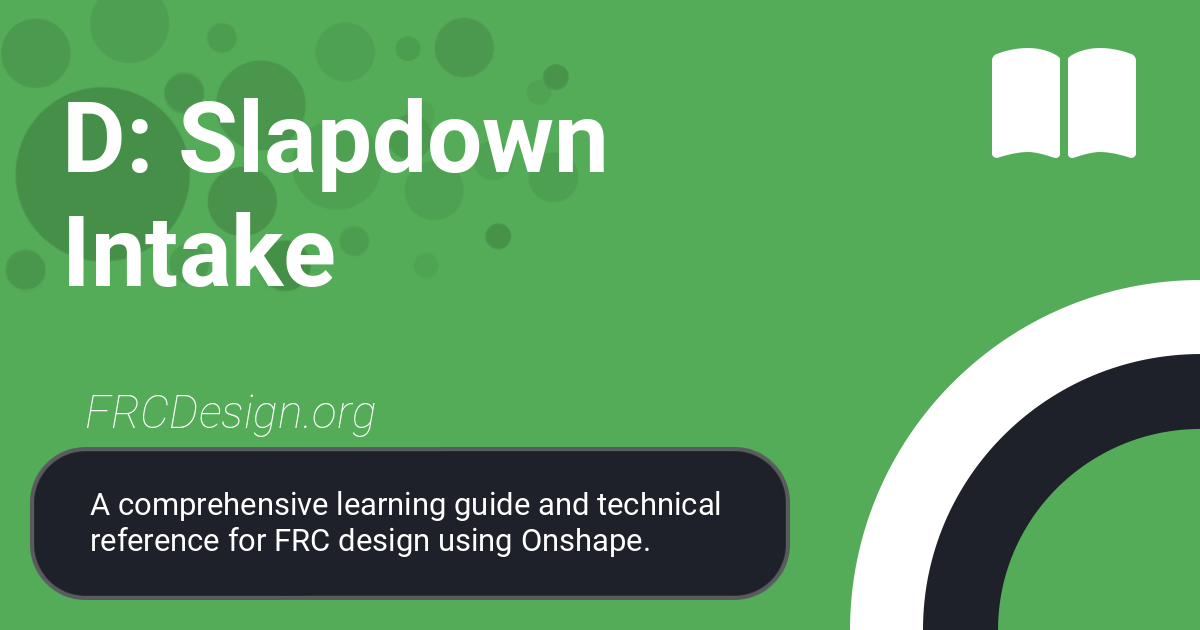 D: Slapdown
Intake
FRCDesign.org
A comprehensive learning guide and technical
reference for FRC design using Onshape.